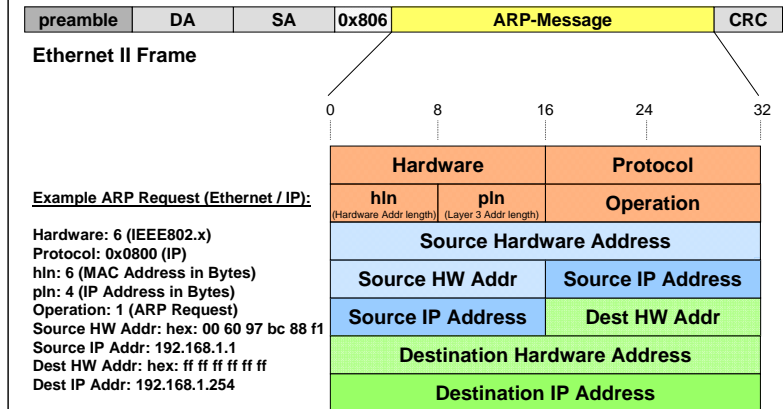 preamble DA SA 0x806 ARP-Message CRC
Ethernet II Frame
0 8 16 24 32
Hardware Protocol
hln pln Operation
(Hardware Addr length) (Layer 3 Addr length)
Source Hardware Address
Source HW Addr Source IP Address
Source IP Address Dest HW Addr
Destination Hardware Address
Destination IP Address
Example ARP Request (Ethernet / IP):
Hardware: 6 (IEEE802.x)
Protocol: 0x0800 (IP)
hln: 6 (MAC Address in Bytes)
pln: 4 (IP Address in Bytes)
Operation: 1 (ARP Request)
Source HW Addr: hex: 00 60 97 bc 88 f1
Source IP Addr: 192.168.1.1
Dest HW Addr: hex: ff ff ff ff ff ff
Dest IP Addr: 192.168.1.254